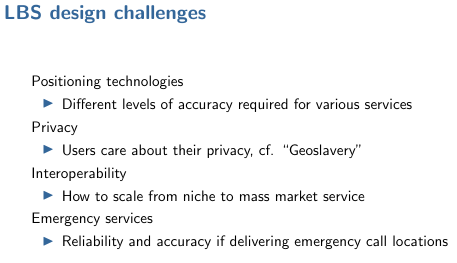 LBS design challenges
Positioning technologies
▶ Different levels of accuracy required for various services
Privacy
▶ Users care about their privacy, cf. “Geoslavery”
Interoperability
▶ How to scale from niche to mass market service
Emergency services
▶ Reliability and accuracy if delivering emergency call locations